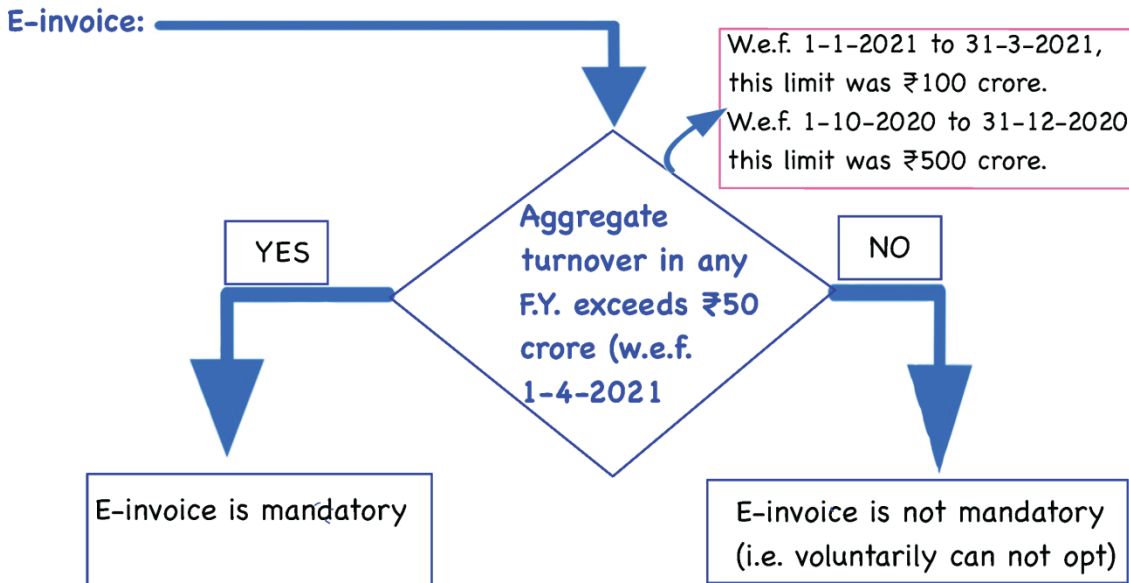 E-invoice:
W.e.f. 1-1-2021 to 31-3-2021,
this limit was ₹100 crore.
W.e.f. 1-10-2020 to 31-12-2020
this limit was ₹500 crore.
Aggregate
turnover in any
F.Y. exceeds ₹50
crore (w.e.f.
1-4-2021
YES
NO
E-invoice is mandatory
E-invoice is not mandatory
(i.e. voluntarily can not opt)